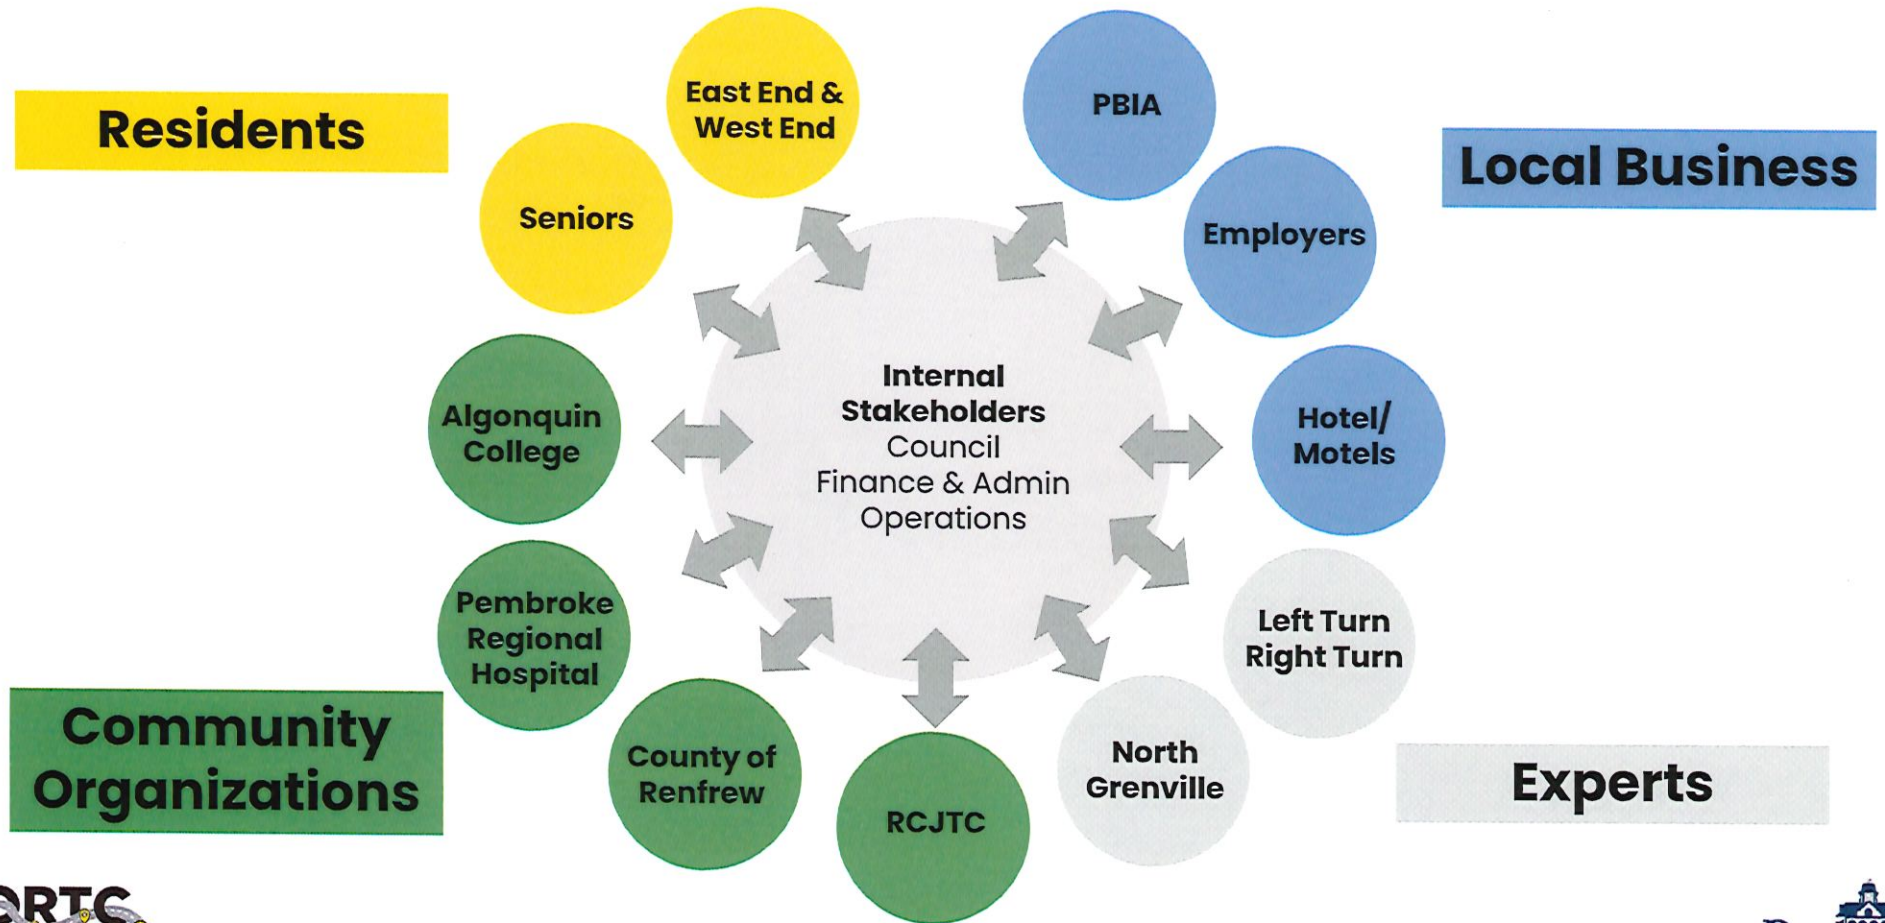 East End &
West End
PBIA
Residents
Local Business
Seniors
Employers
Internal
Stakeholders
Council
Finance & Admin
Operations
Algonquin
College
Hotel/
Motels
Pembroke
Regional
Hospital
Left Turn
Right Turn
Community
Organizations
County of
Renfrew
RCJTC
North
Grenville
Experts